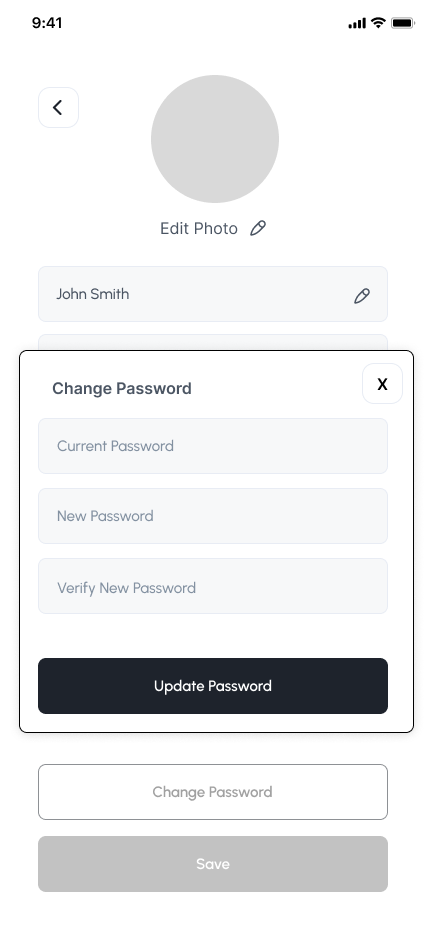 9:41
Edit Photo
John Smith
Change Password
X
Current Password
New Password
Verify New Password
Update Password
Change Password
Save